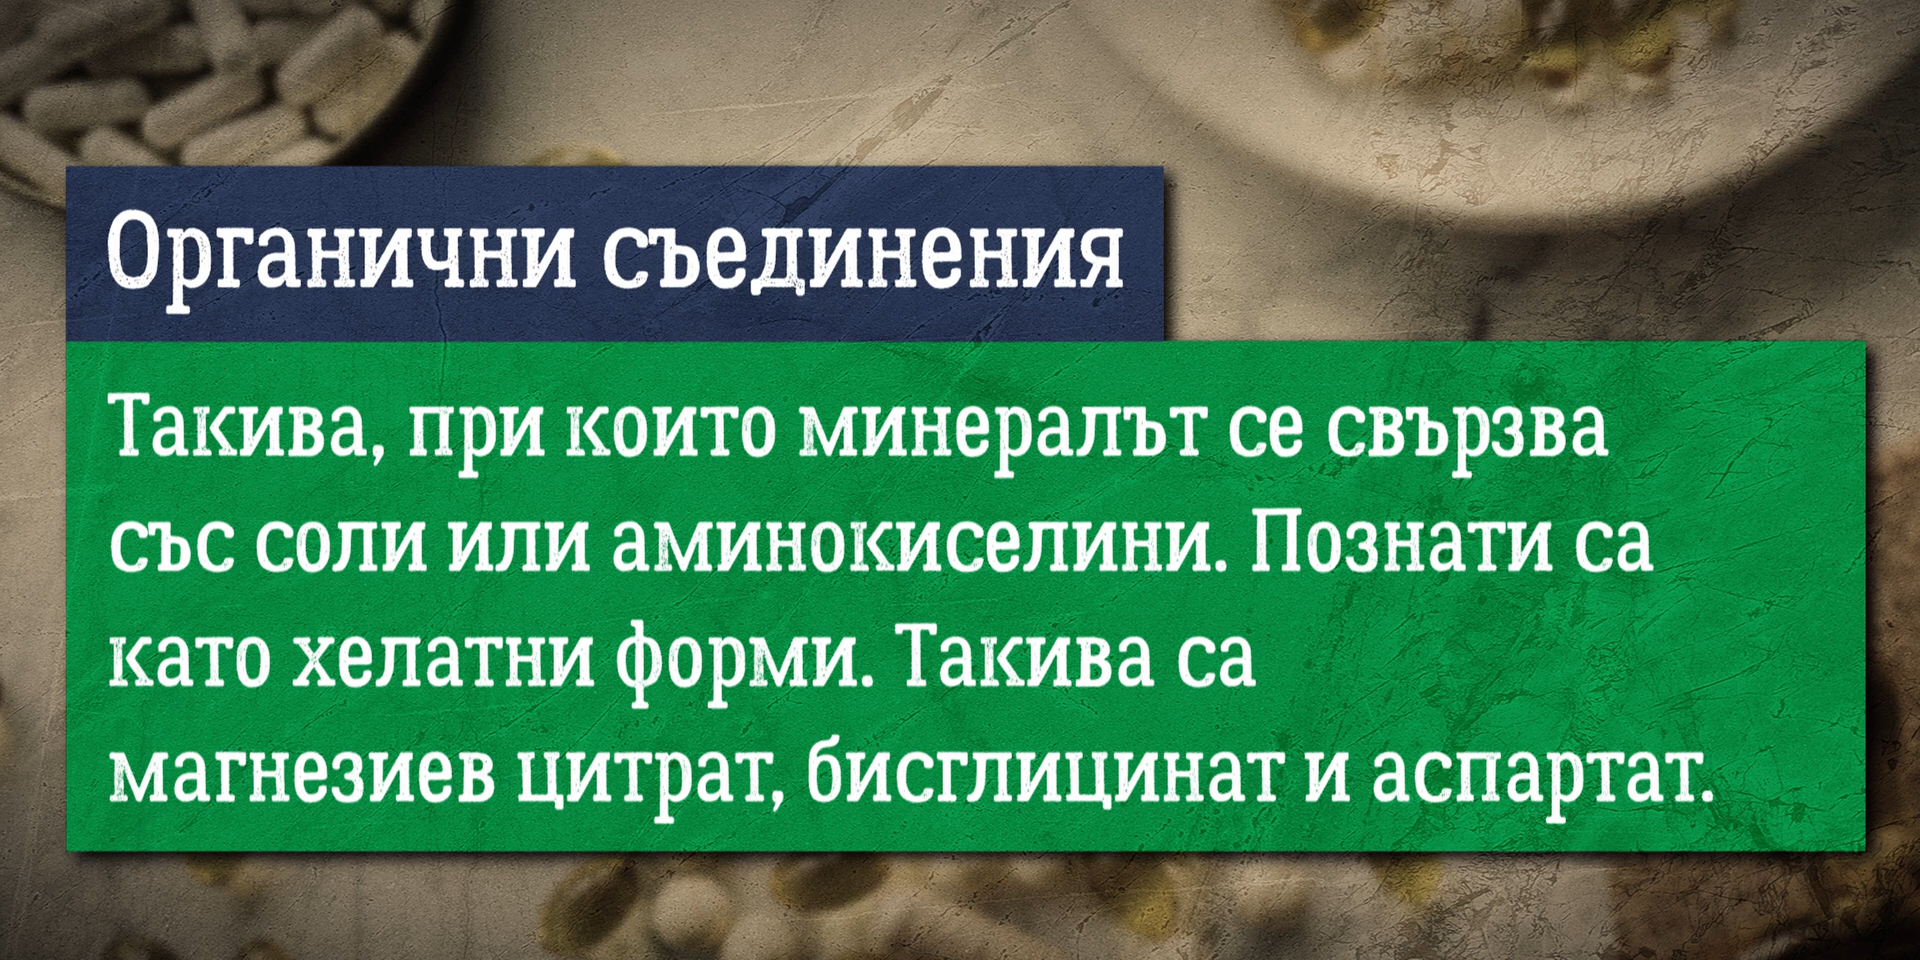 Органични съединения
Такива, при които минералът се свързва
със соли или аминокиселини. Познати са
като хелатни форми. Такива са
магнезиев цитрат, бисглицинат и аспартат.